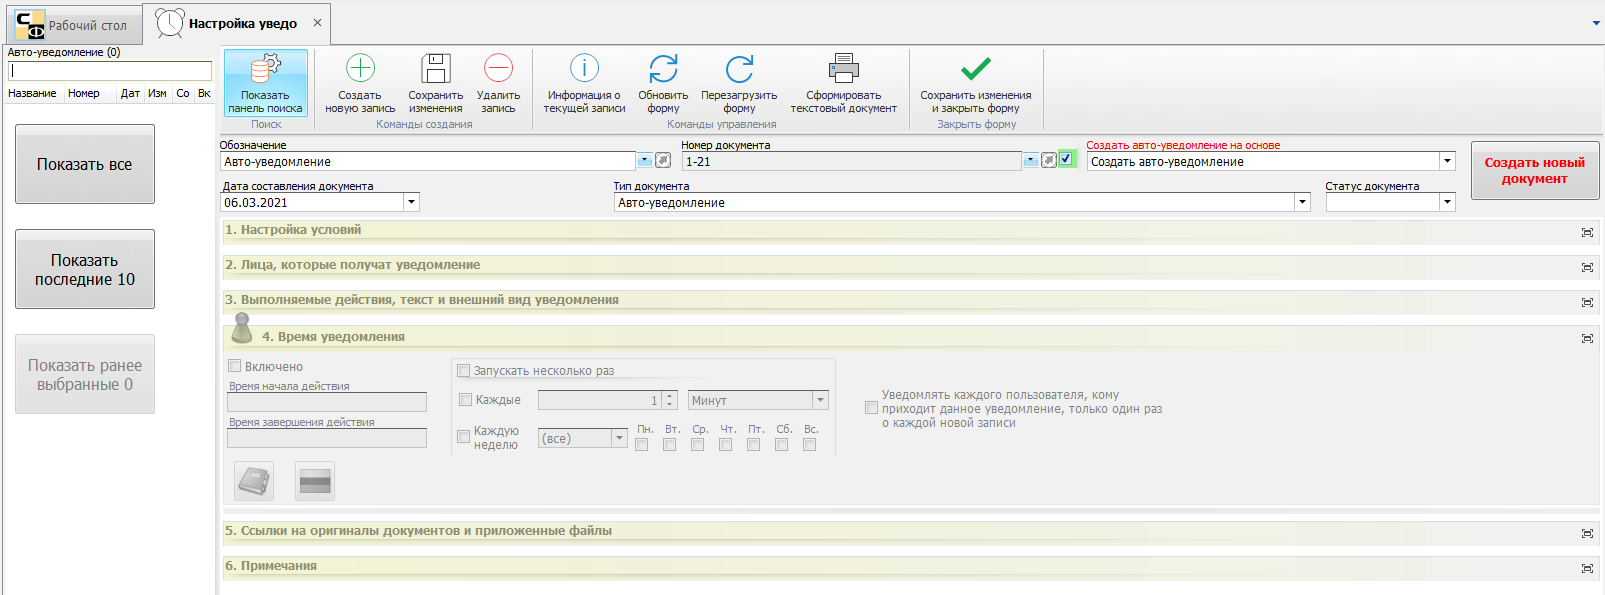 СФ Рабочий стол
Настройка уведо
Авто-уведомление (0)
Название Номер Дат Изм Со Вк
Показать все
Показать
последние 10
Показать ранее
выбранные 0
Показать
панель поиска
Поиск
Создать
новую запись
Сохранить
изменения
Удалить
запись
Команды создания
Информация о
текущей записи
Обновить
форму
Перезагрузить
форму
Сформировать
текстовый документ
Команды управления
Сохранить изменения
и закрыть форму
Закрыть форму
Обозначение
Авто-уведомление
Номер документа
1-21
Создать авто-уведомление на основе
Создать авто-уведомление
Создать новый
документ
Дата составления документа
06.03.2021
Тип документа
Авто-уведомление
Статус документа
1. Настройка условий
2. Лица, которые получат уведомление
3. Выполняемые действия, текст и внешний вид уведомления
4. Время уведомления
Включено
Время начала действия
Время завершения действия
Запускать несколько раз
Каждые 1 Минут
Каждую
неделю
(все)
Пн. Вт. Ср. Чт. Пт. Сб. Вс.
Уведомлять каждого пользователя, кому
приходит данное уведомление, только один раз
о каждой новой записи
5. Ссылки на оригиналы документов и приложенные файлы
6. Примечания